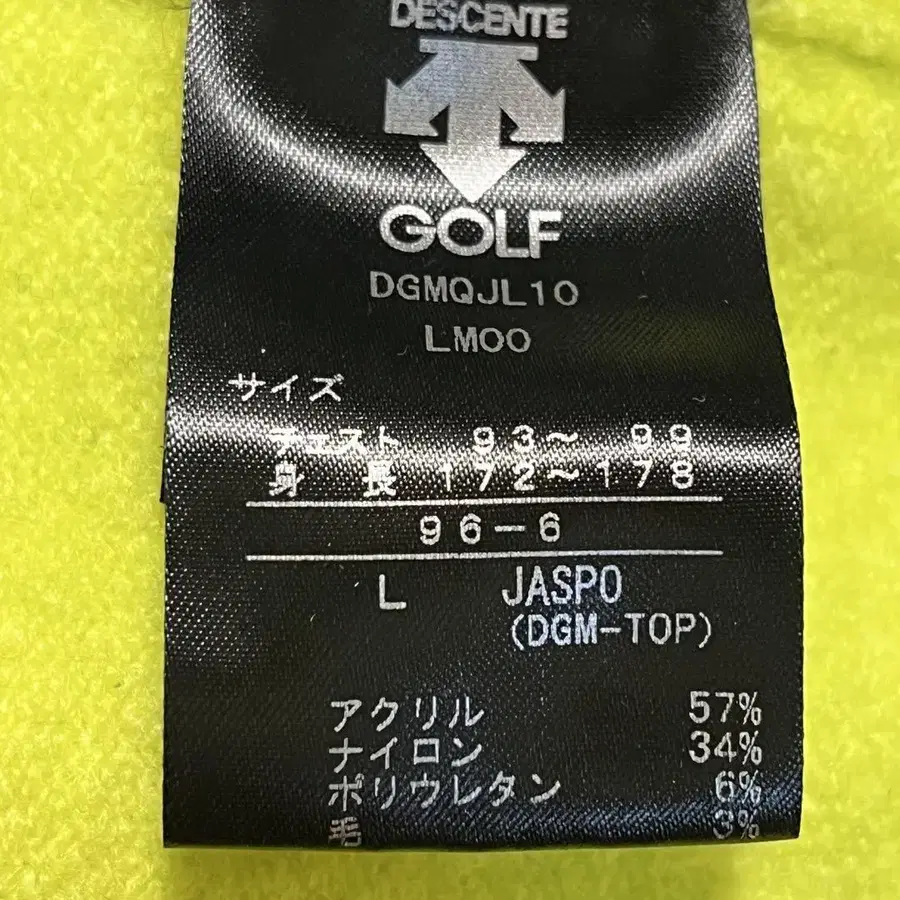 DESCENTE
GOLF
DGMQJL10
LM00
サイズ
チェスト 93～ 99
身 長 172～178
96-6
L JASPO
(DGM-TOP)
アクリル 57%
ナイロン 34%
ポリウレタン 6%
毛 3%